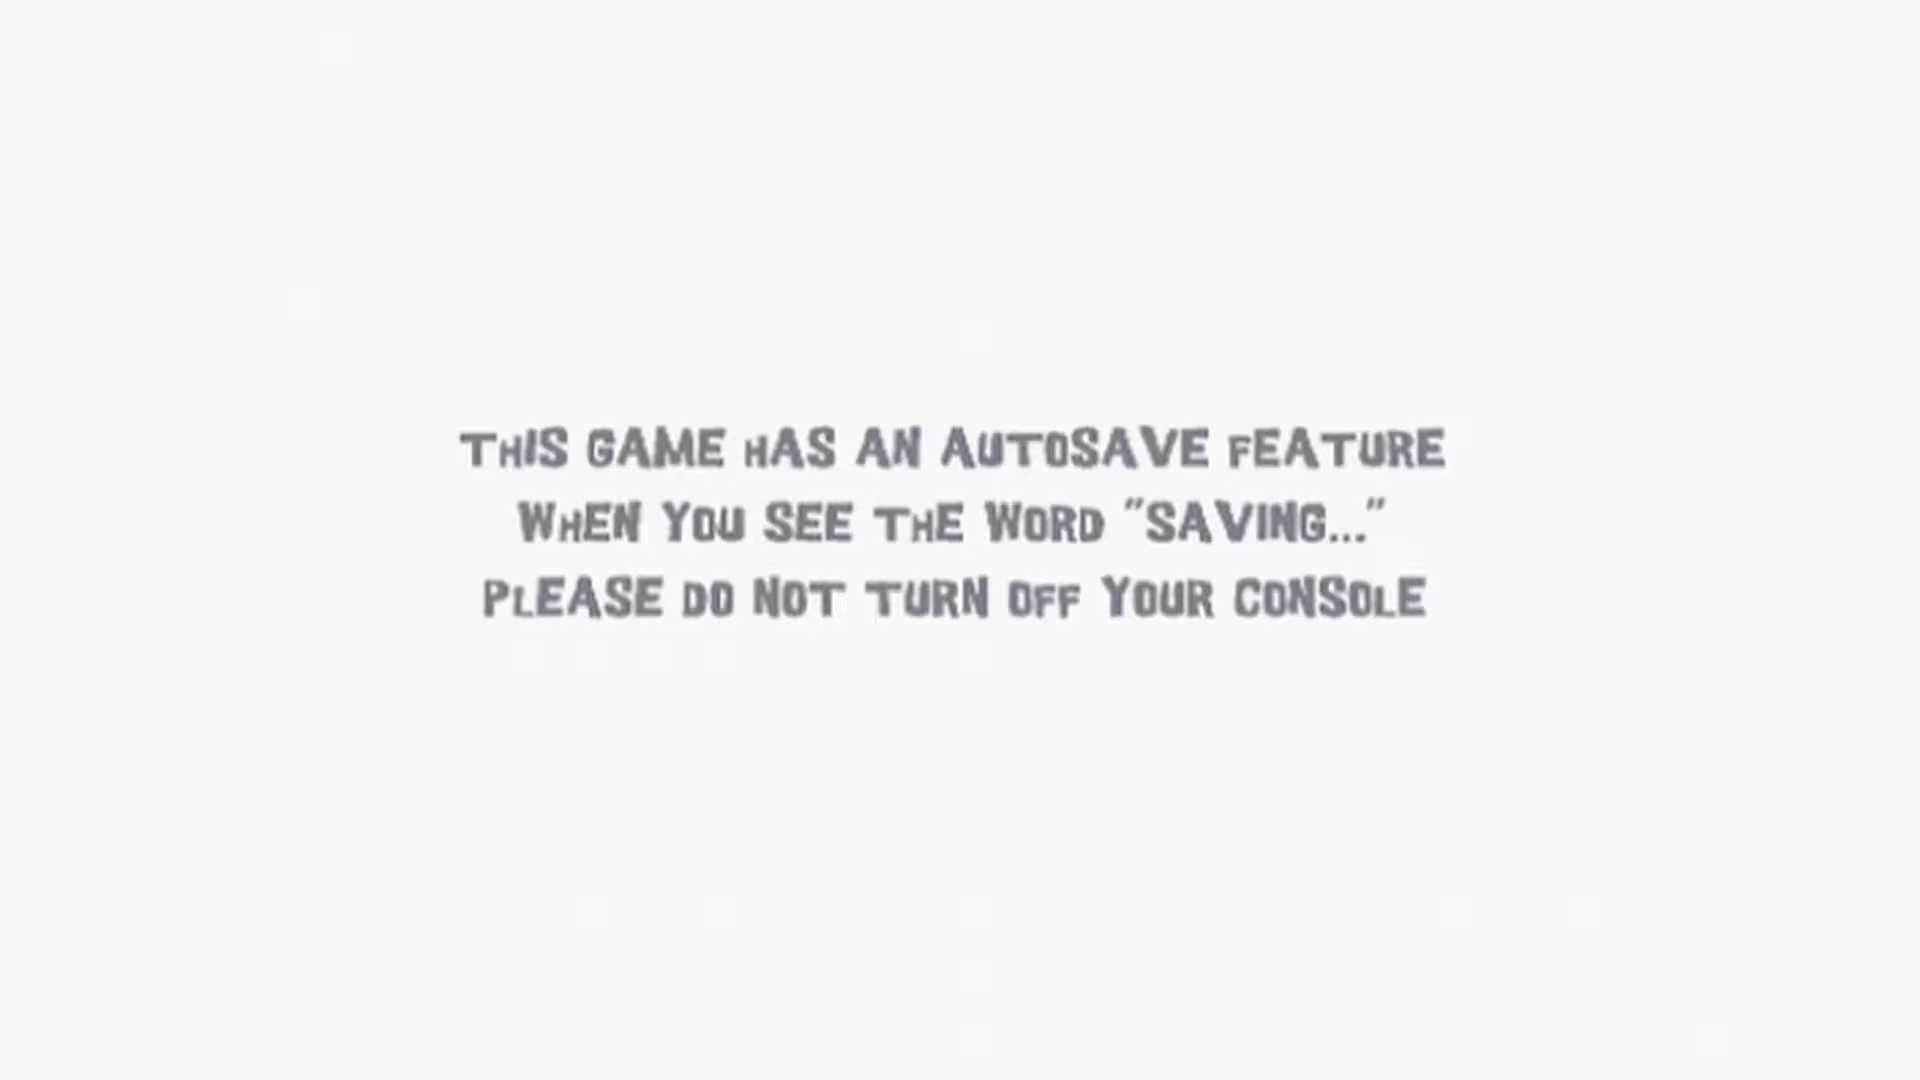 THIS GAME HAS AN AUTOSAVE FEATURE
WHEN YOU SEE THE WORD "SAVING..."
PLEASE DO NOT TURN OFF YOUR CONSOLE